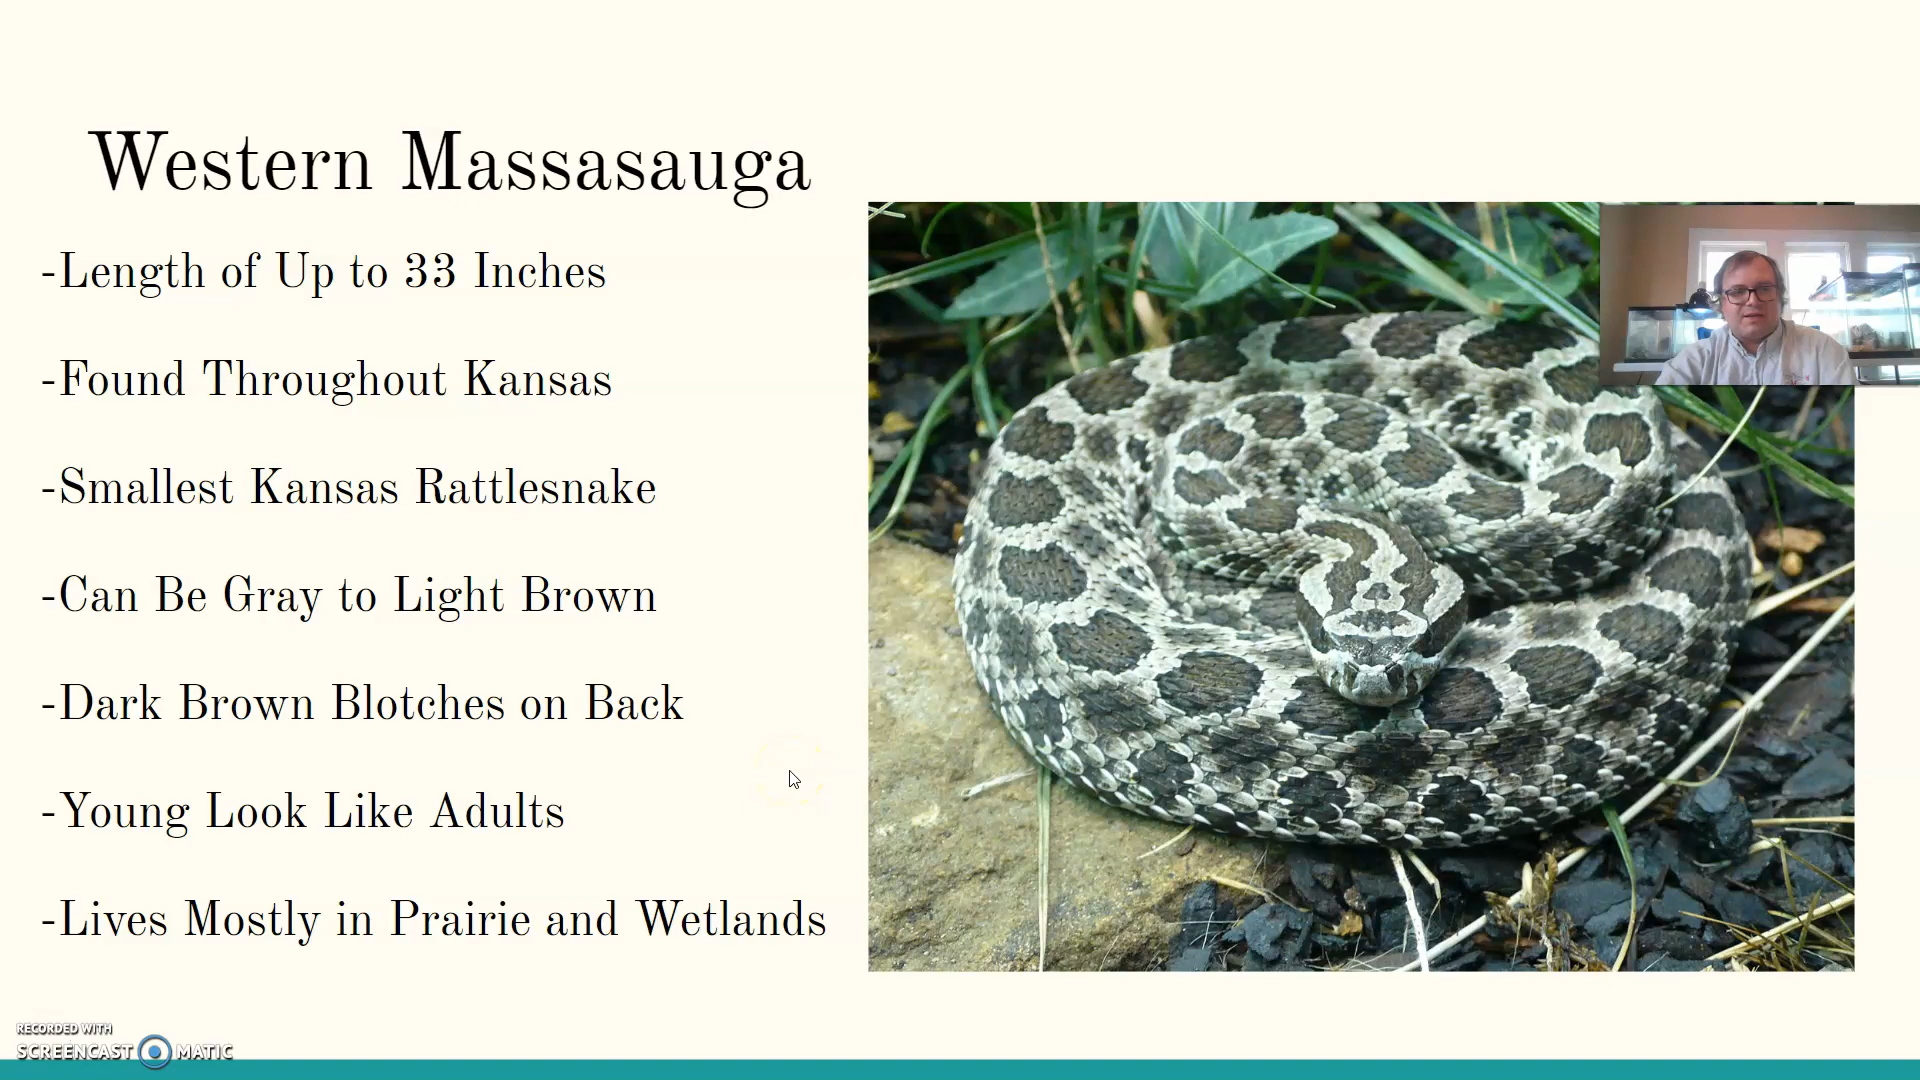 Western Massasauga
-Length of Up to 33 Inches
-Found Throughout Kansas
-Smallest Kansas Rattlesnake
-Can Be Gray to Light Brown
-Dark Brown Blotches on Back
-Young Look Like Adults
-Lives Mostly in Prairie and Wetlands
RECORDED WITH
SCREENCAST MATIC